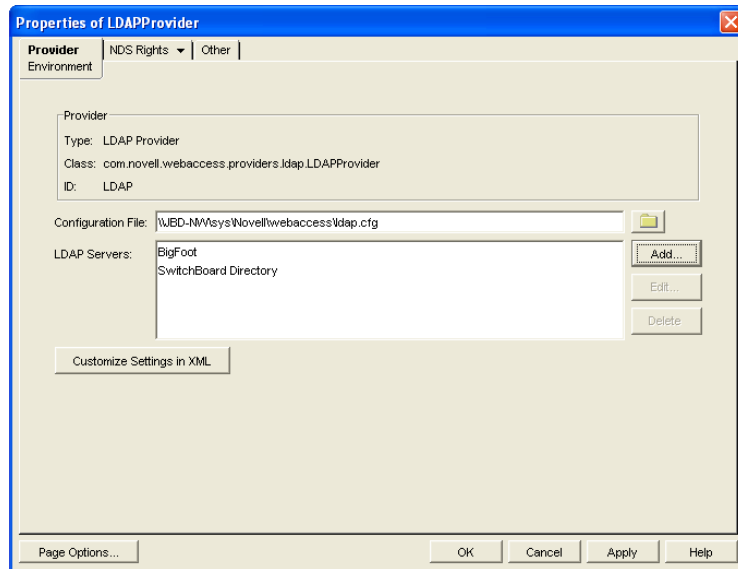 Properties of LDAPProvider
Provider
NDS Rights
Other
Environment
Provider
Type: LDAP Provider
Class: com.novell.webaccess.providers.ldap.LDAPProvider
ID: LDAP
Configuration File: \\JBD-NW\sys\Novell\webaccess\ldap.cfg
LDAP Servers:
BigFoot
SwitchBoard Directory
Add...
Edit...
Delete
Customize Settings in XML
Page Options...
OK
Cancel
Apply
Help